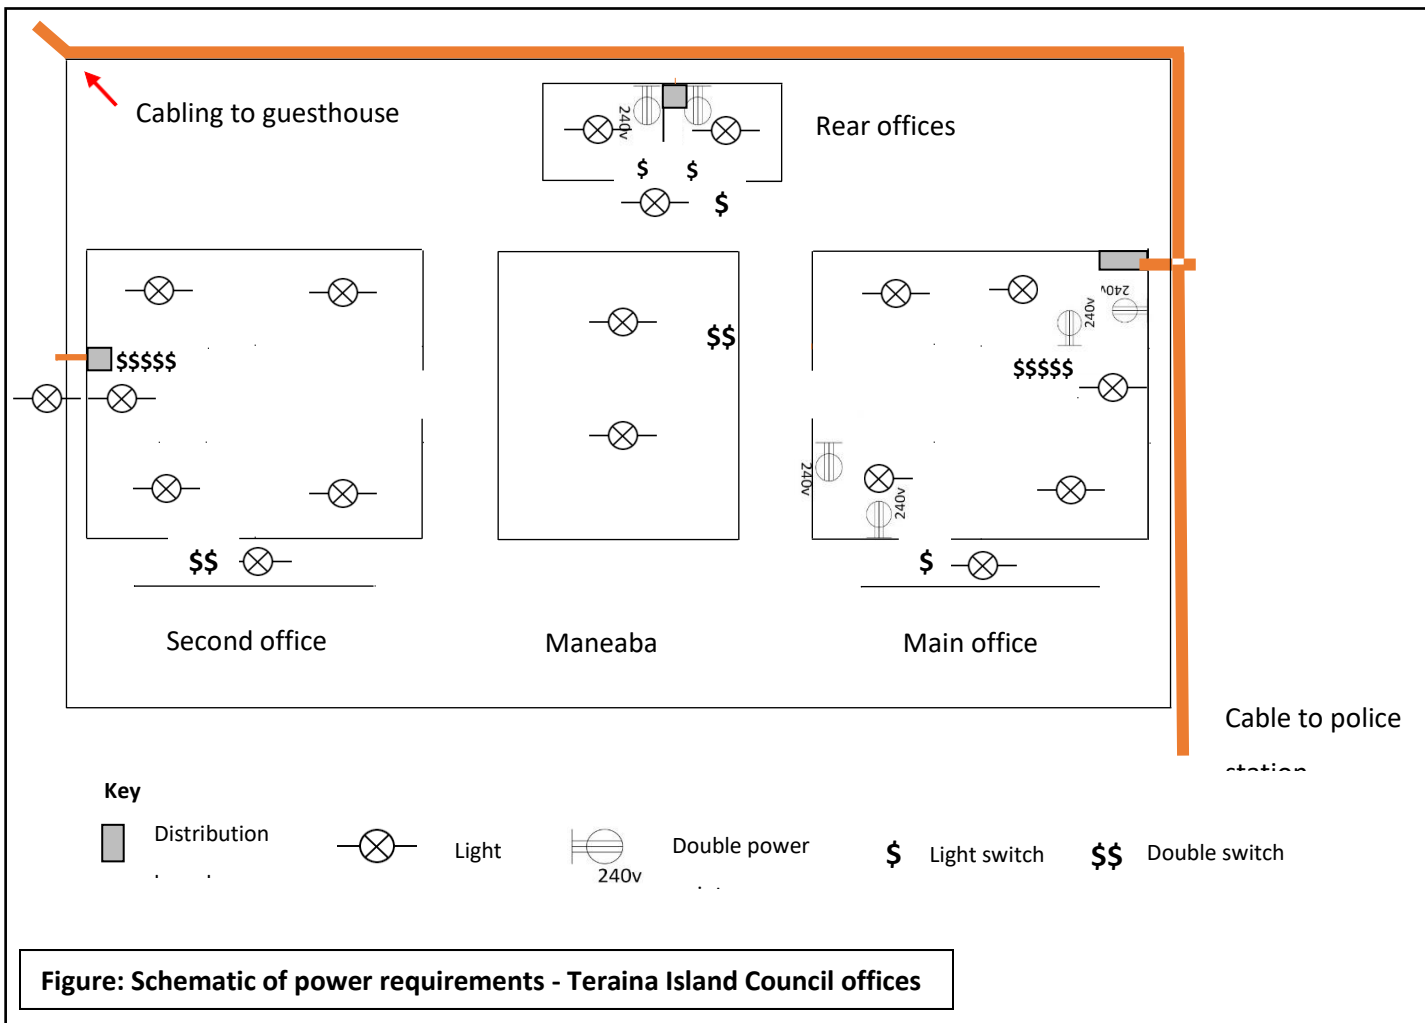 Cabling to guesthouse
Rear offices
240v
$ $
$
$$$$$
$$
240v
240v
$$$$$
240v
240v
$$
$
Second office
Maneaba
Main office
Cable to police
Key
Distribution
Light
Double power
240v
$
Light switch
$$
Double switch
Figure: Schematic of power requirements - Teraina Island Council offices